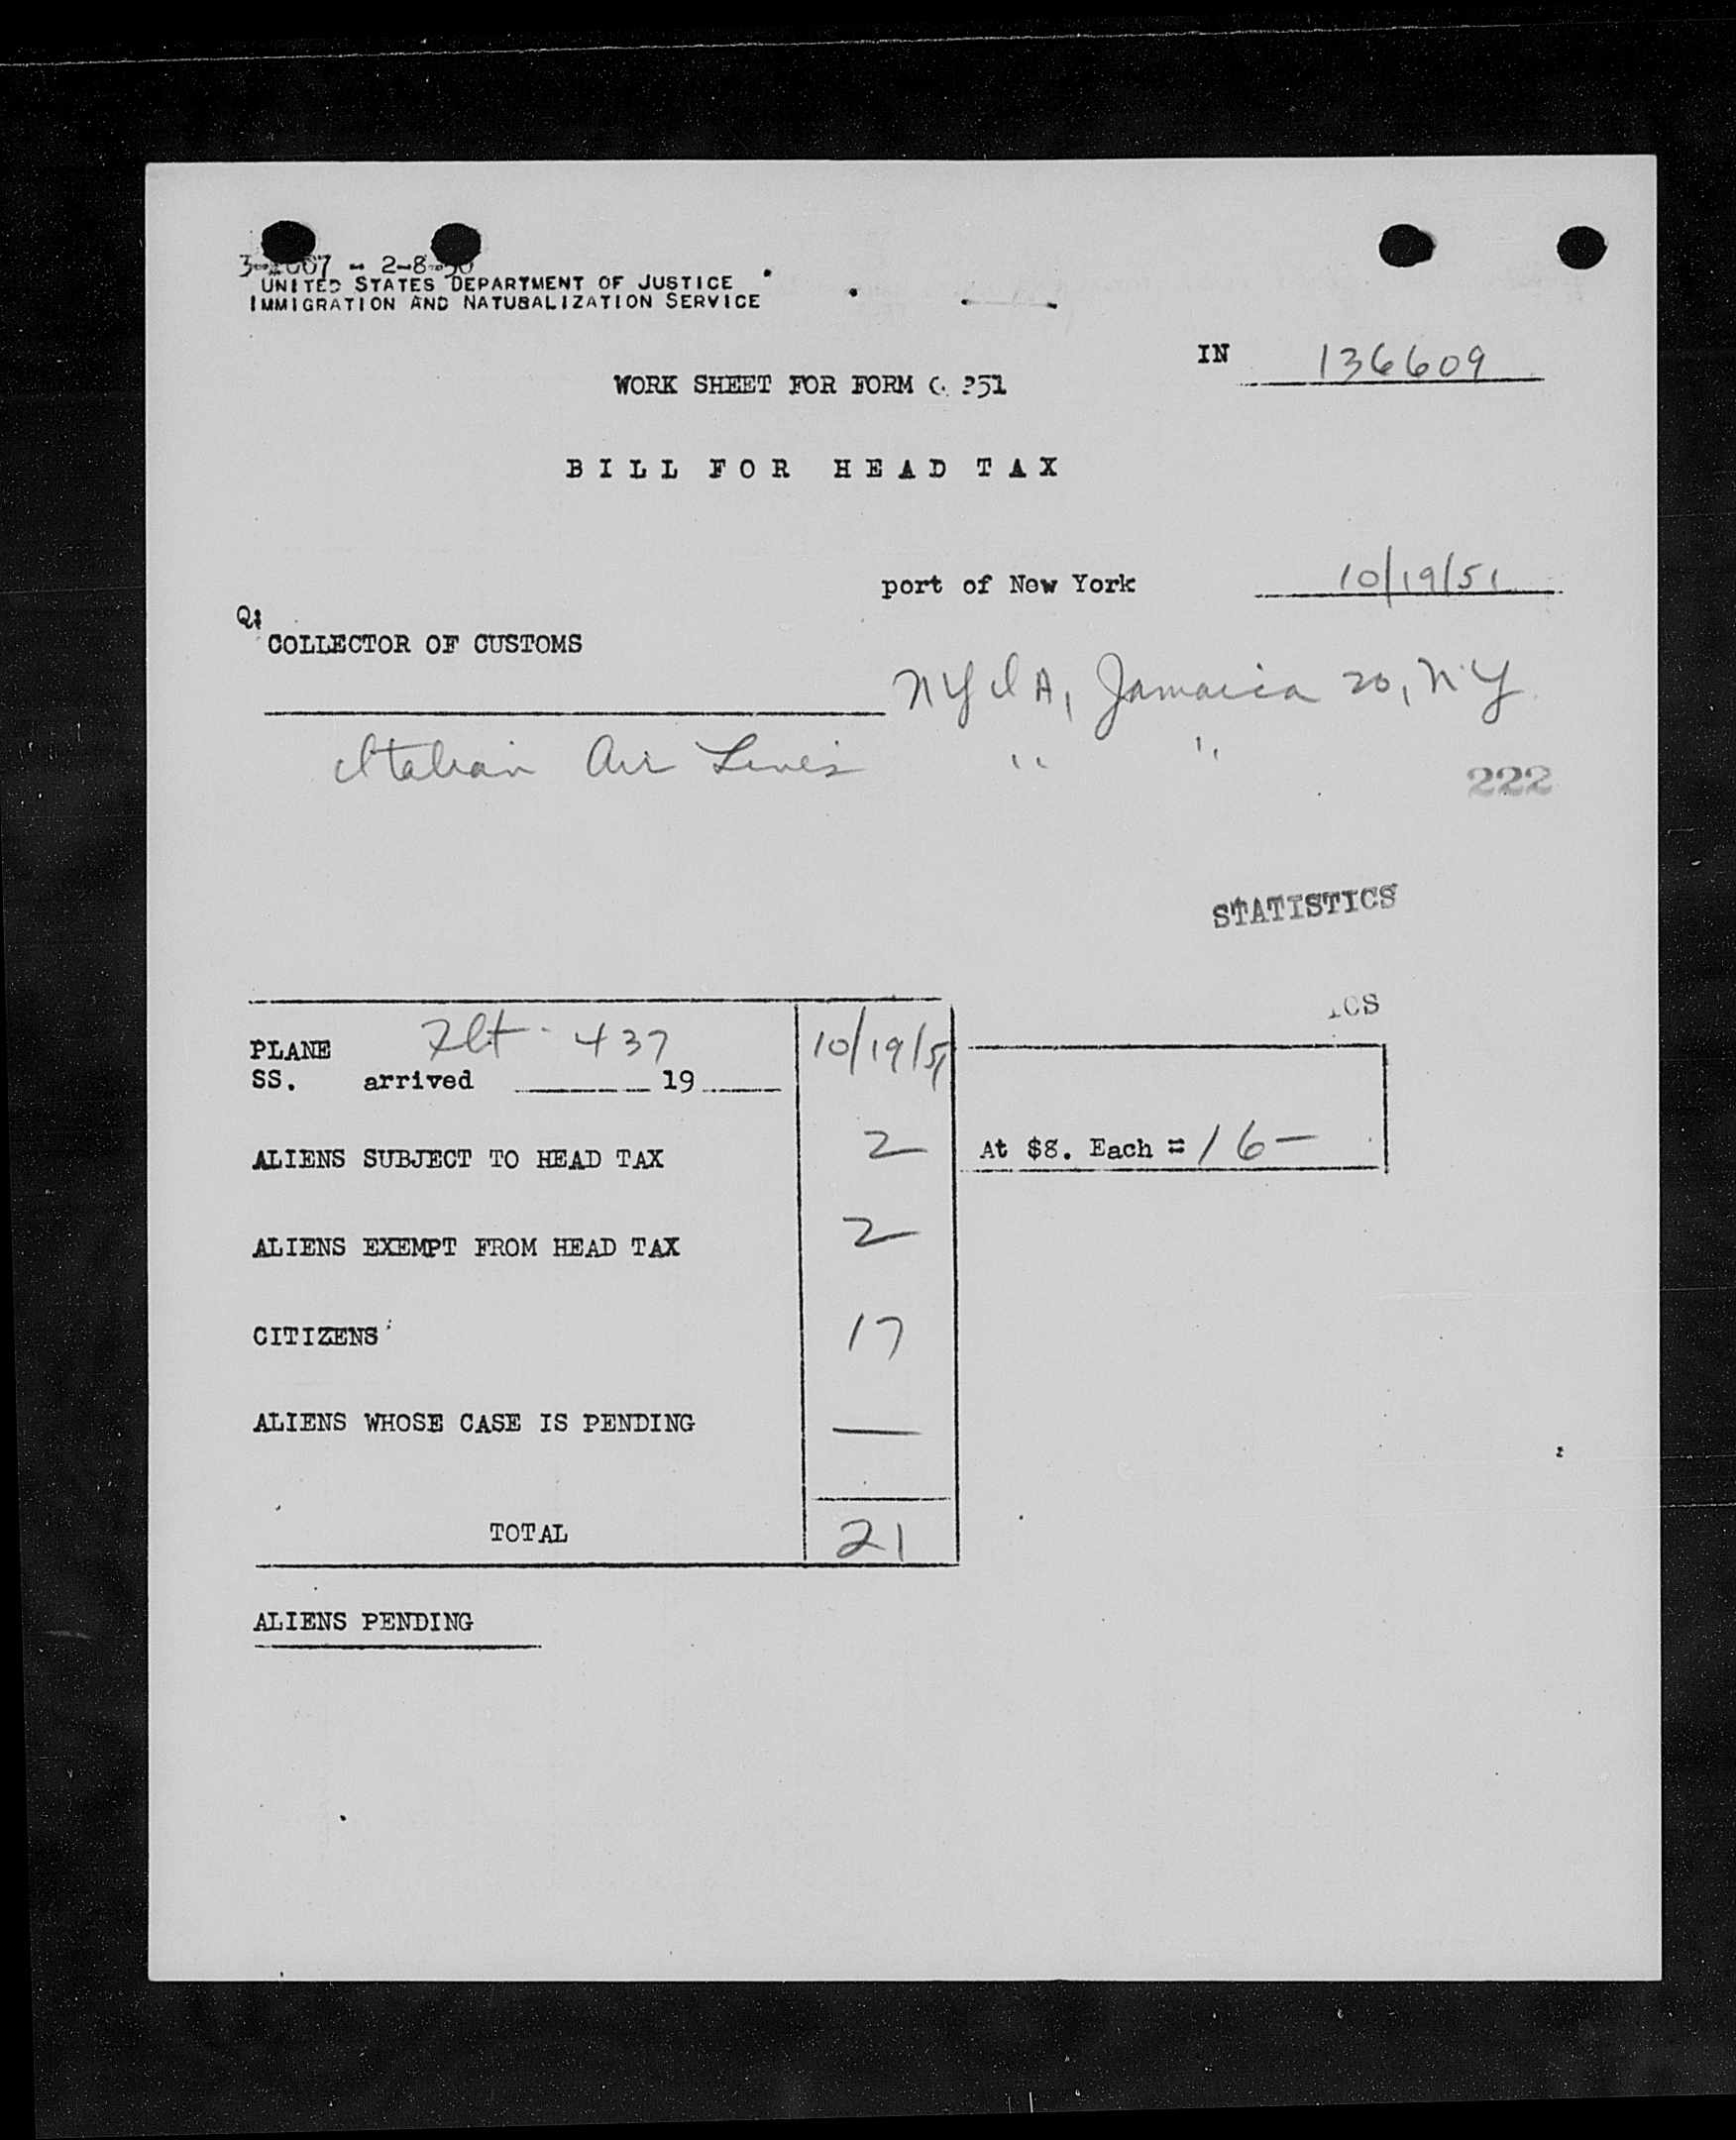 UNITED STATES DEPARTMENT OF JUSTICE
IMMIGRATION AND NATURALIZATION SERVICE
IN 136609
WORK SHEET FOR FORM 351
BILL FOR HEAD TAX
port of New York 10/19/51
COLLECTOR OF CUSTOMS
NYIA, Jamaica 20, NY
Italian Air Lines " "
222
STATISTICS
ICS
PLANE Flt. 437 10/19/51
SS. arrived 19
ALIENS SUBJECT TO HEAD TAX 2 At $8. Each = 16-
ALIENS EXEMPT FROM HEAD TAX 2
CITIZENS 17
ALIENS WHOSE CASE IS PENDING —
TOTAL 21
ALIENS PENDING